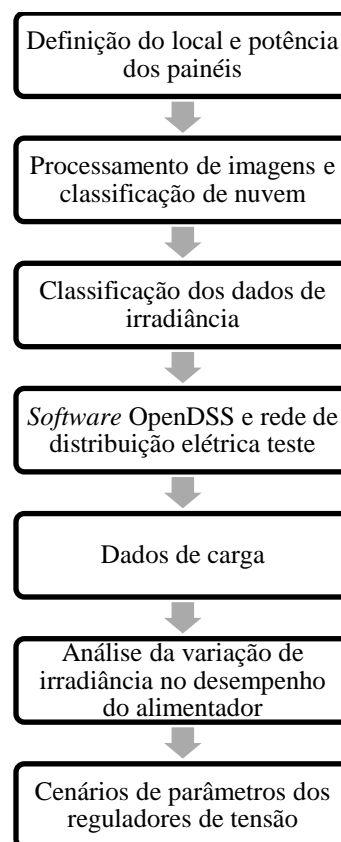 Definição do local e potência
dos painéis
Processamento de imagens e
classificação de nuvem
Classificação dos dados de
irradiância
Software OpenDSS e rede de
distribuição elétrica teste
Dados de carga
Análise da variação de
irradiância no desempenho
do alimentador
Cenários de parâmetros dos
reguladores de tensão